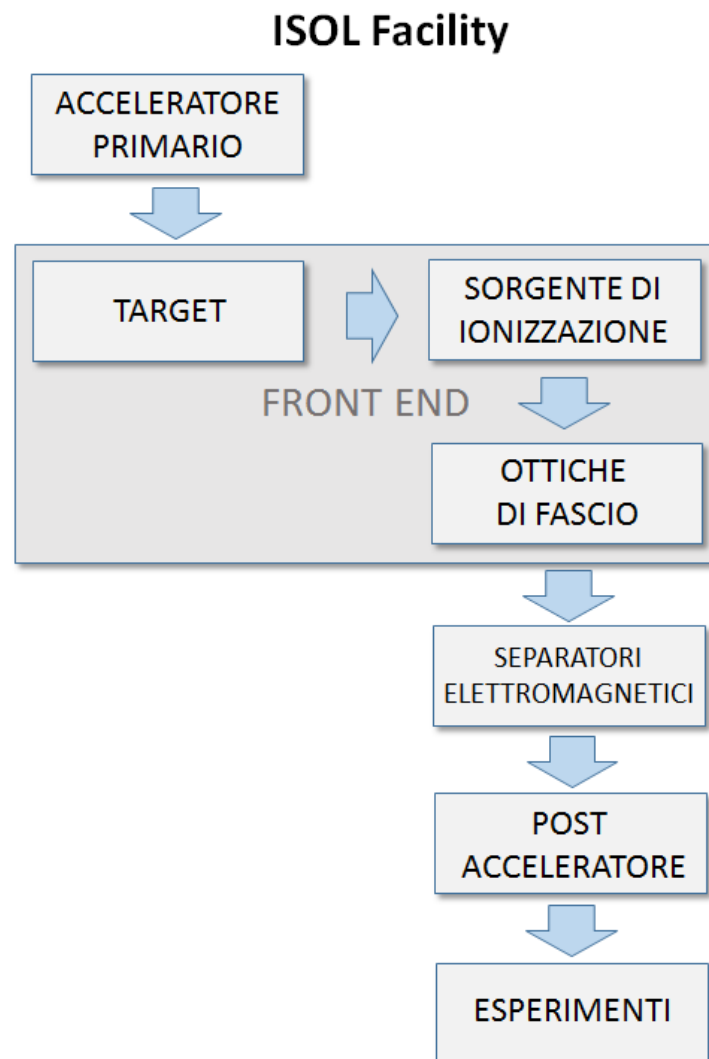 ISOL Facility
ACCELERATORE
PRIMARIO
TARGET
SORGENTE DI
IONIZZAZIONE
FRONT END
OTTICHE
DI FASCIO
SEPARATORI
ELETTROMAGNETICI
POST
ACCELERATORE
ESPERIMENTI